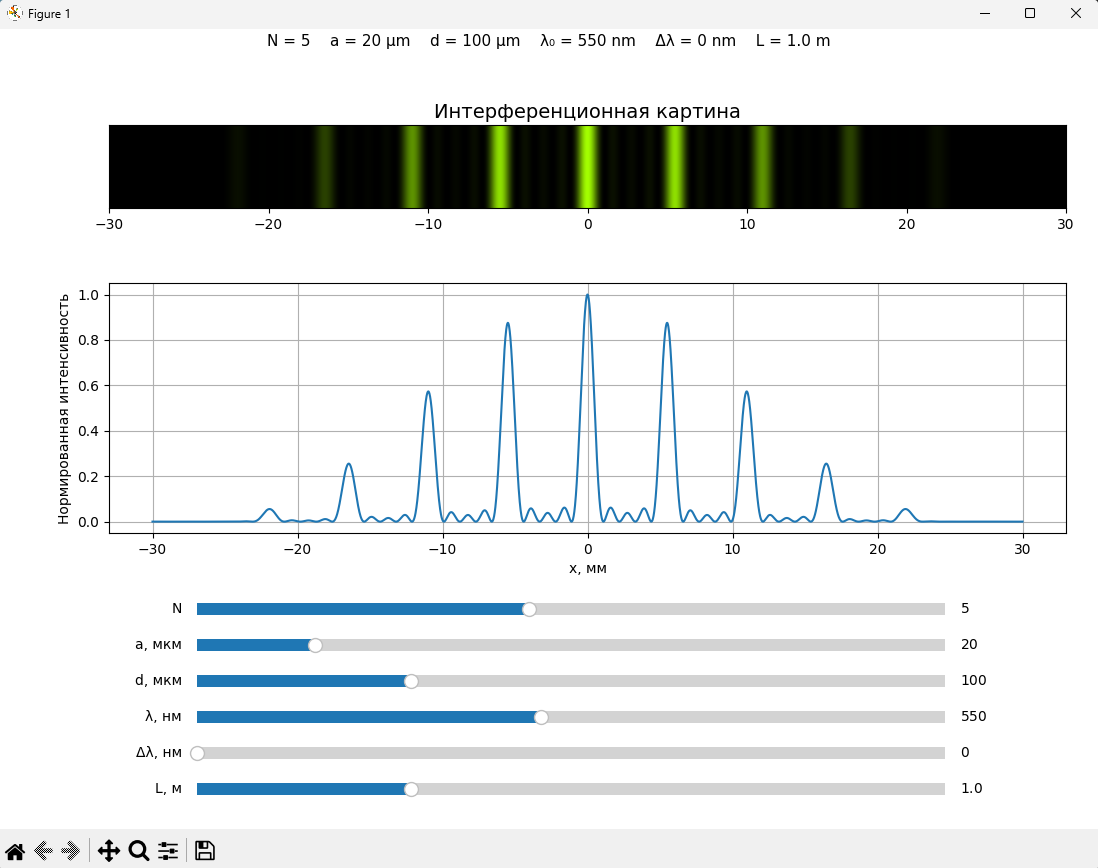 Figure 1
N = 5    a = 20 μm    d = 100 μm    λ₀ = 550 nm    Δλ = 0 nm    L = 1.0 m
Интерференционная картина
−30 −20 −10 0 10 20 30
Нормированная интенсивность
1.0
0.8
0.6
0.4
0.2
0.0
−30 −20 −10 0 10 20 30
x, мм
N 5
a, мкм 20
d, мкм 100
λ, нм 550
Δλ, нм 0
L, м 1.0